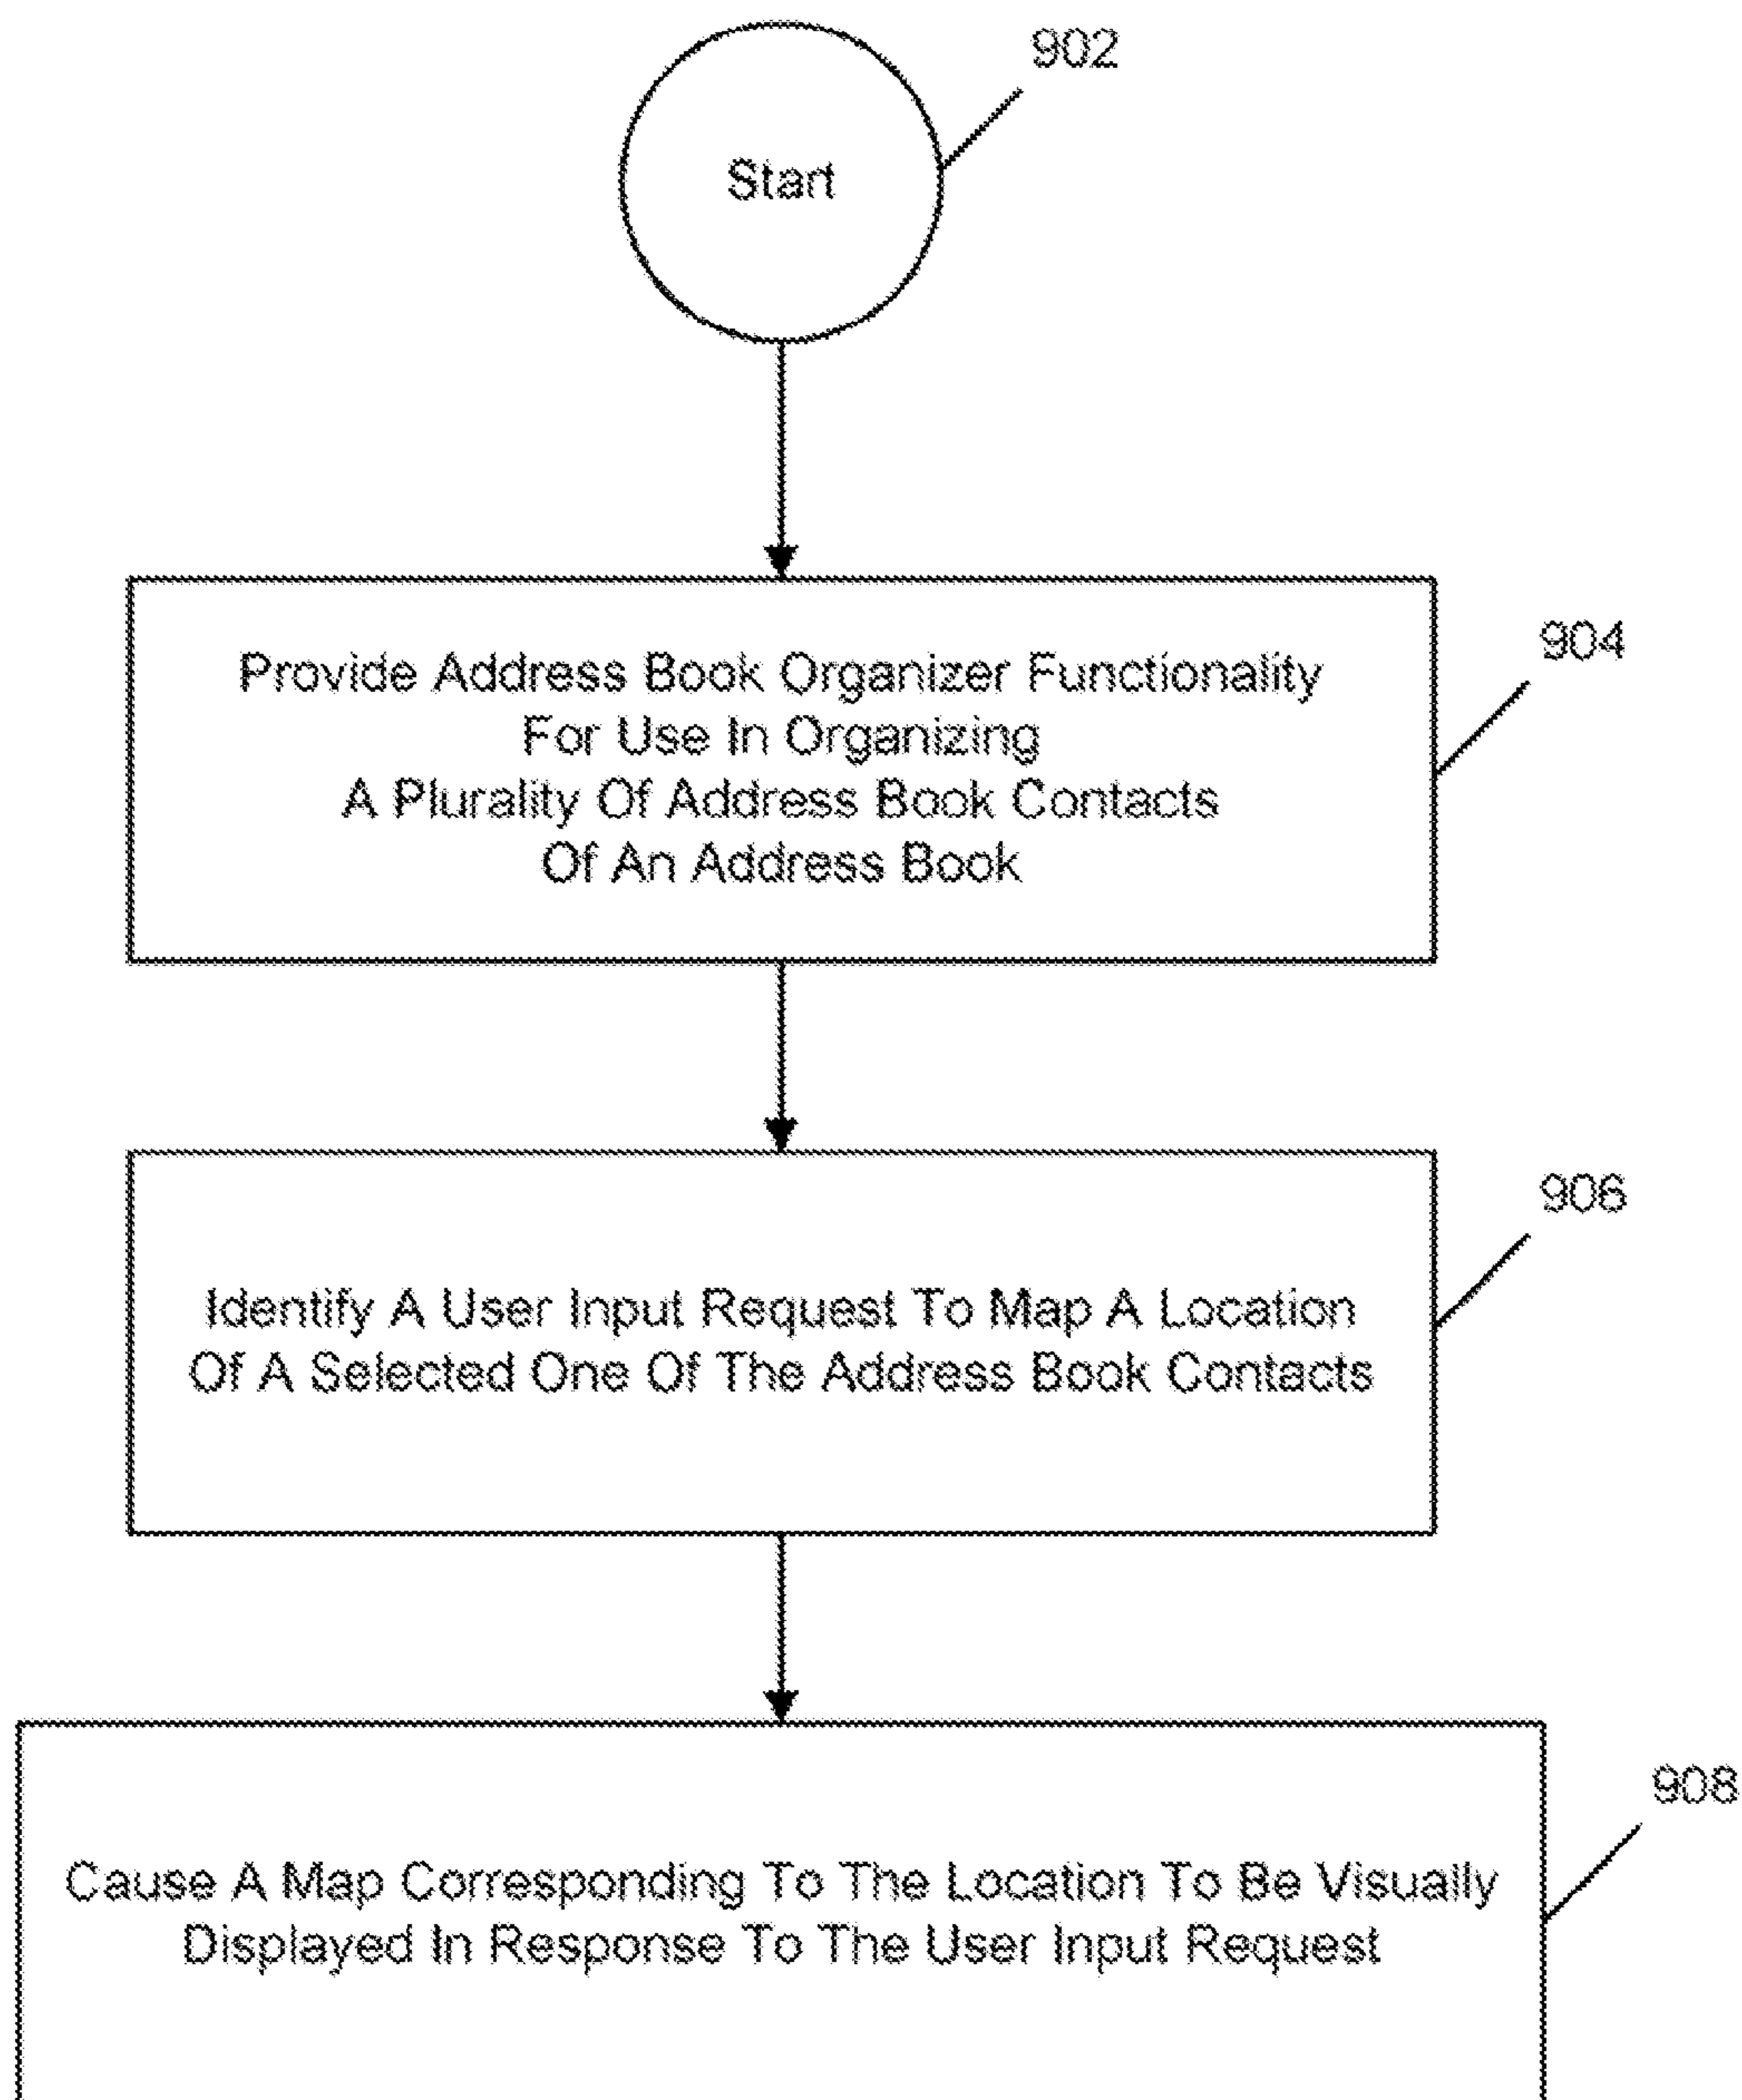 902
Start
904
Provide Address Book Organizer Functionality
For Use In Organizing
A Plurality Of Address Book Contacts
Of An Address Book
906
Identify A User Input Request To Map A Location
Of A Selected One Of The Address Book Contacts
908
Cause A Map Corresponding To The Location To Be Visually
Displayed In Response To The User Input Request